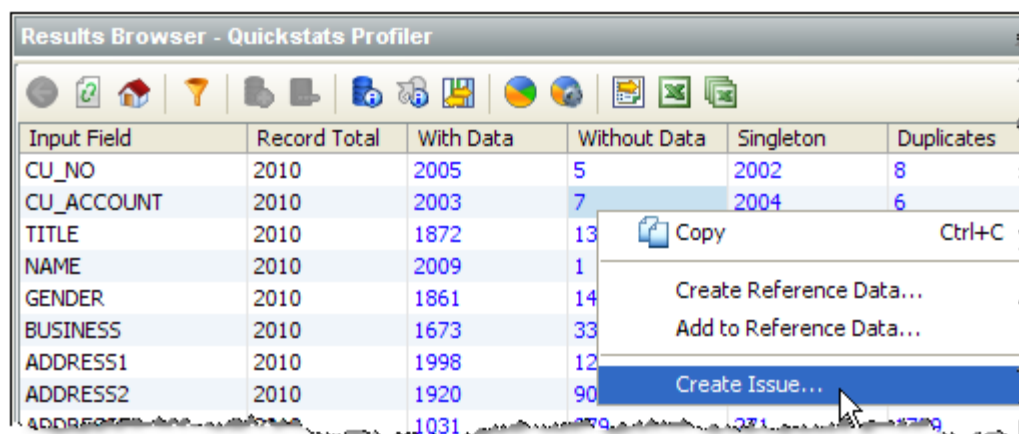 Results Browser - Quickstats Profiler
Input Field Record Total With Data Without Data Singleton Duplicates
CU_NO 2010 2005 5 2002 8
CU_ACCOUNT 2010 2003 7 2004 6
TITLE 2010 1872 13
Copy Ctrl+C
NAME 2010 2009 1
GENDER 2010 1861 14
Create Reference Data...
BUSINESS 2010 1673 33
Add to Reference Data...
ADDRESS1 2010 1998 12
ADDRESS2 2010 1920 90
Create Issue...
1031